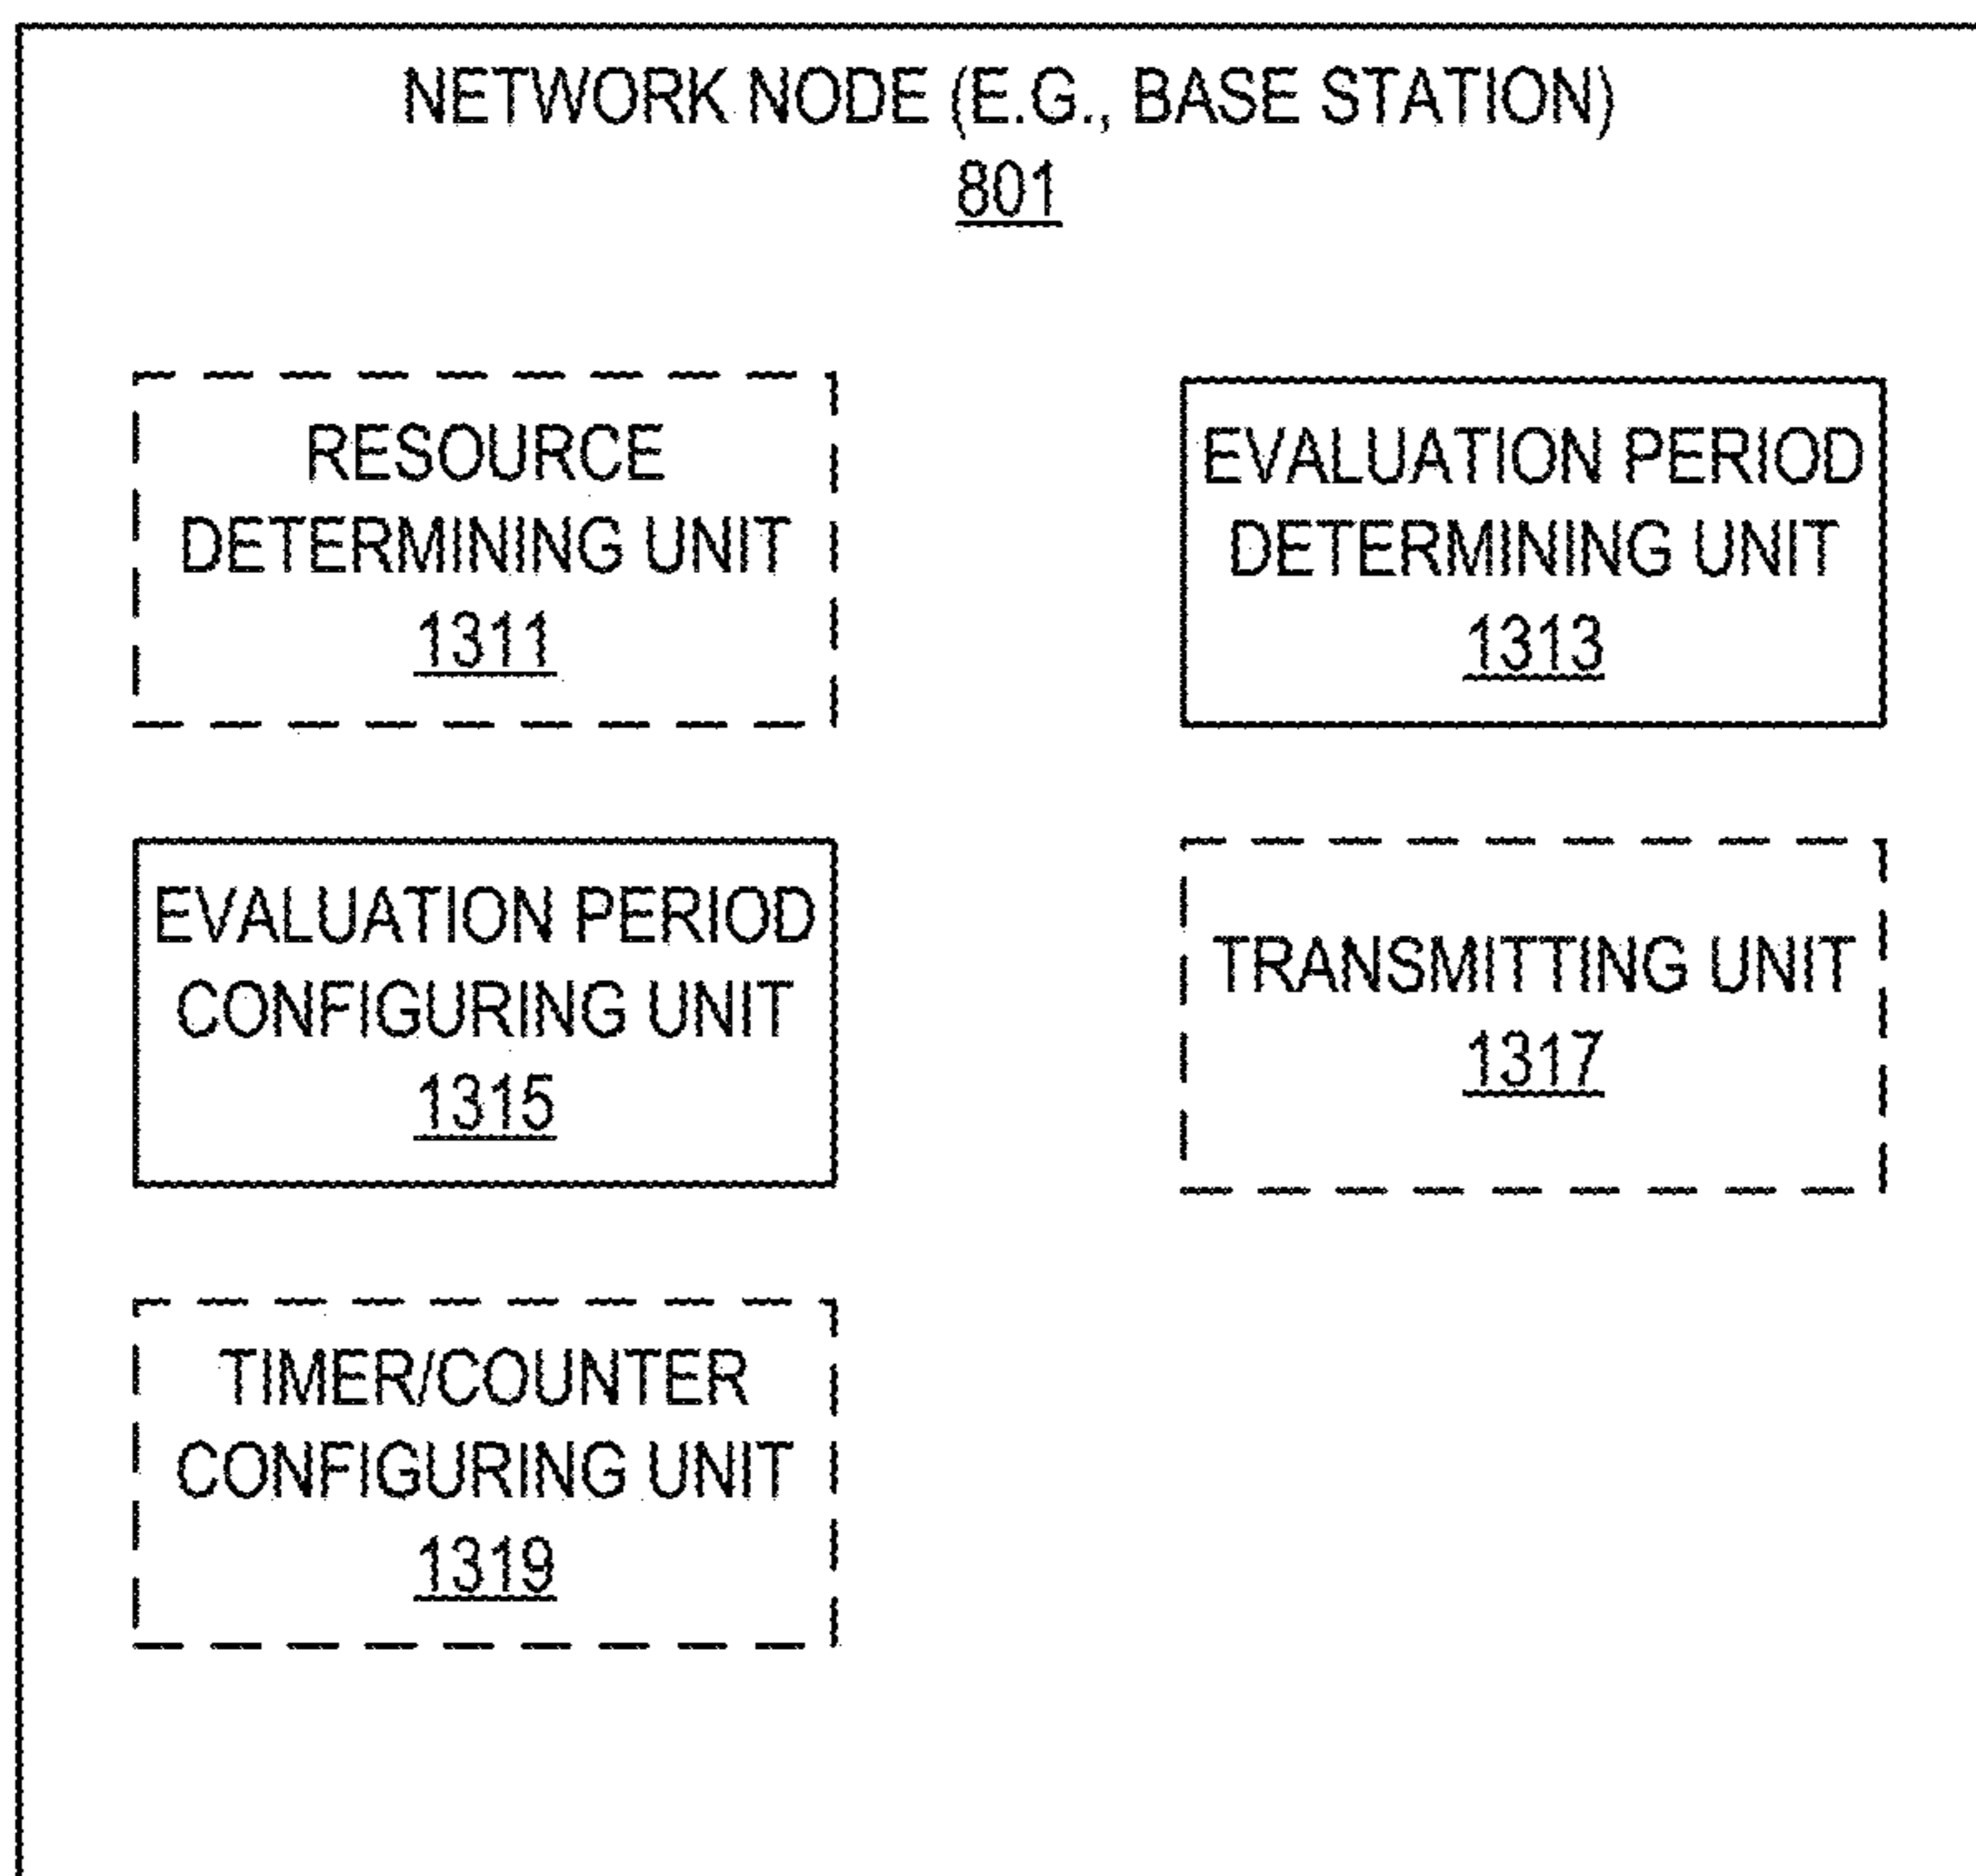 NETWORK NODE (E.G., BASE STATION)
801
RESOURCE
DETERMINING UNIT
1311
EVALUATION PERIOD
DETERMINING UNIT
1313
EVALUATION PERIOD
CONFIGURING UNIT
1315
TRANSMITTING UNIT
1317
TIMER/COUNTER
CONFIGURING UNIT
1319